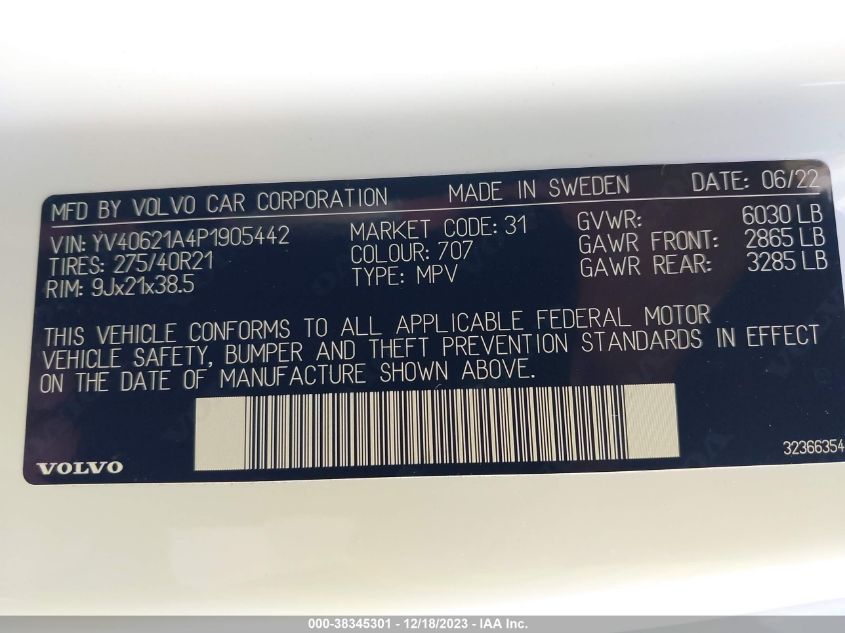 MFD BY VOLVO CAR CORPORATION MADE IN SWEDEN DATE: 06/22
VIN: YV40621A4P1905442 MARKET CODE: 31 GVWR: 6030 LB
TIRES: 275/40R21 COLOUR: 707 GAWR FRONT: 2865 LB
RIM: 9Jx21x38.5 TYPE: MPV GAWR REAR: 3285 LB
THIS VEHICLE CONFORMS TO ALL APPLICABLE FEDERAL MOTOR
VEHICLE SAFETY, BUMPER AND THEFT PREVENTION STANDARDS IN EFFECT
ON THE DATE OF MANUFACTURE SHOWN ABOVE.
VOLVO 32366354
000-38345301 - 12/18/2023 - IAA Inc.